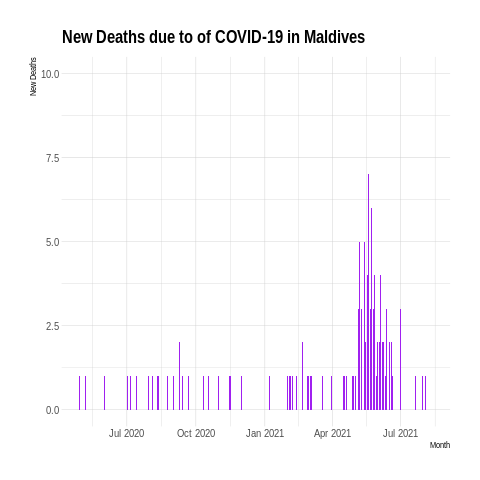 New Deaths due to of COVID-19 in Maldives
New Deaths
10.0
7.5
5.0
2.5
0.0
Jul 2020 Oct 2020 Jan 2021 Apr 2021 Jul 2021
Month